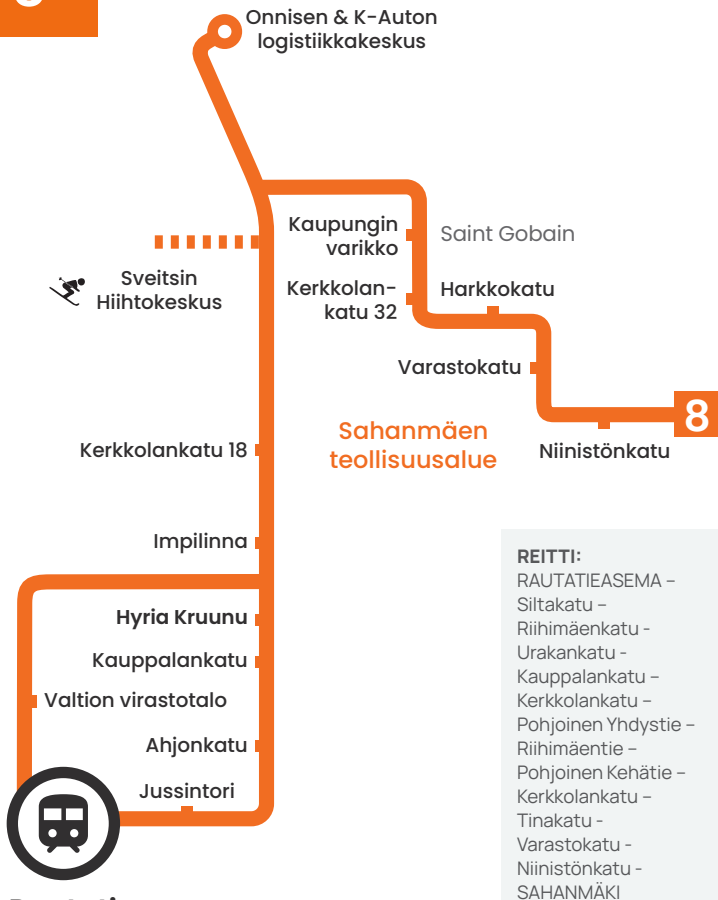 Onnisen & K-Auton
logistiikkakeskus
Kaupungin
varikko
Saint Gobain
Sveitsin
Hiihtokeskus
Kerkkolan-
katu 32
Harkkokatu
Varastokatu
8
Sahanmäen
teollisuusalue
Niinistönkatu
Kerkkolankatu 18
Impilinna
Hyria Kruunu
Kauppalankatu
Valtion virastotalo
Ahjonkatu
Jussintori
REITTI:
RAUTATIEASEMA –
Siltakatu –
Riihimäenkatu -
Urakankatu -
Kauppalankatu –
Kerkkolankatu –
Pohjoinen Yhdystie –
Riihimäentie –
Pohjoinen Kehätie –
Kerkkolankatu –
Tinakatu -
Varastokatu -
Niinistönkatu -
SAHANMÄKI